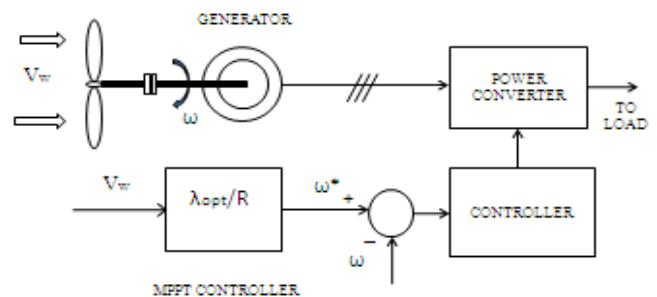 GENERATOR
Vw
ω
POWER
CONVERTER
TO
LOAD
Vw
λopt/R
ω*
+
−
ω
CONTROLLER
MPPT CONTROLLER